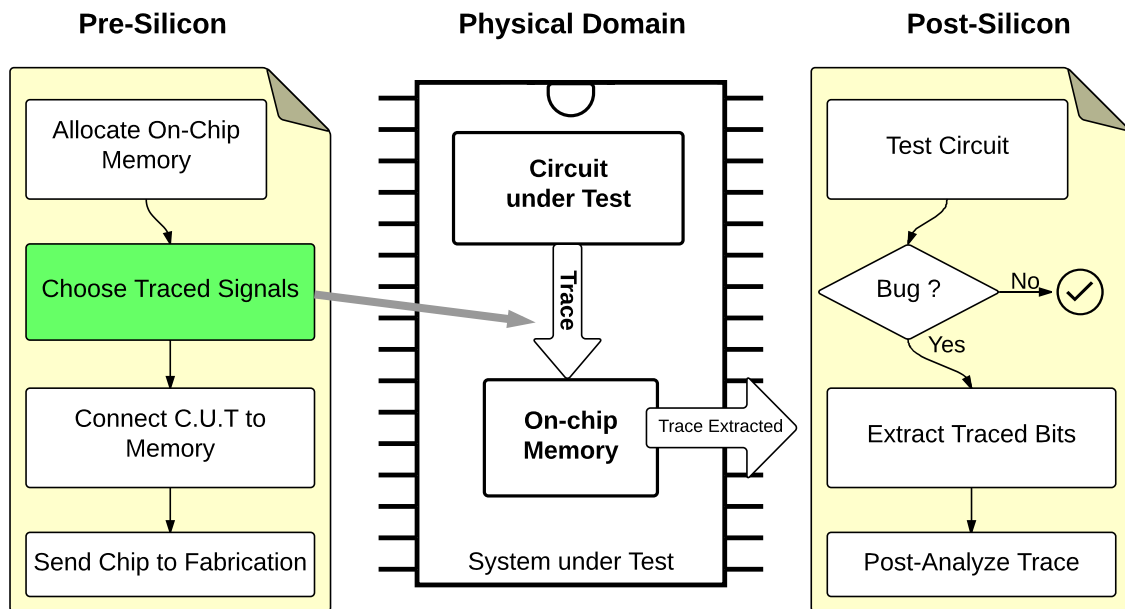 Pre-Silicon
Physical Domain
Post-Silicon
Allocate On-Chip
Memory
Choose Traced Signals
Connect C.U.T to
Memory
Send Chip to Fabrication
Circuit
under Test
Trace
On-chip
Memory
Trace Extracted
System under Test
Test Circuit
Bug ?
No
Yes
Extract Traced Bits
Post-Analyze Trace